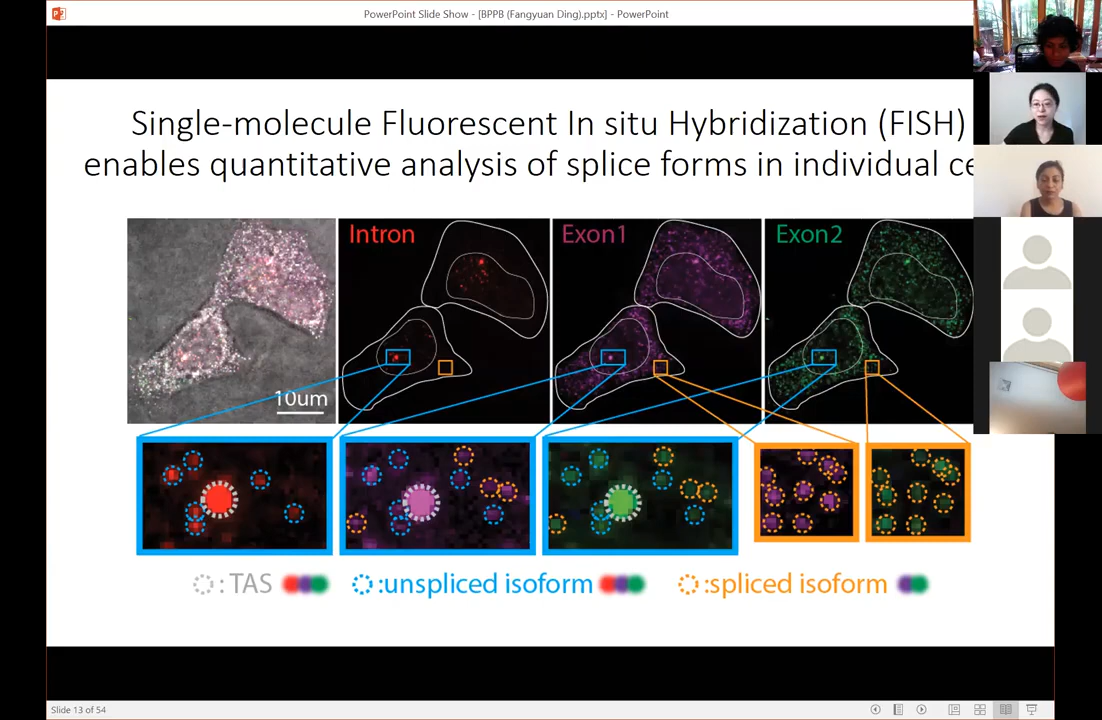 PowerPoint Slide Show - [BPPB (Fangyuan Ding).pptx] - PowerPoint
Single-molecule Fluorescent In situ Hybridization (FISH)
enables quantitative analysis of splice forms in individual ce
Intron
Exon1
Exon2
10um
: TAS
:unspliced isoform
:spliced isoform
Slide 13 of 54